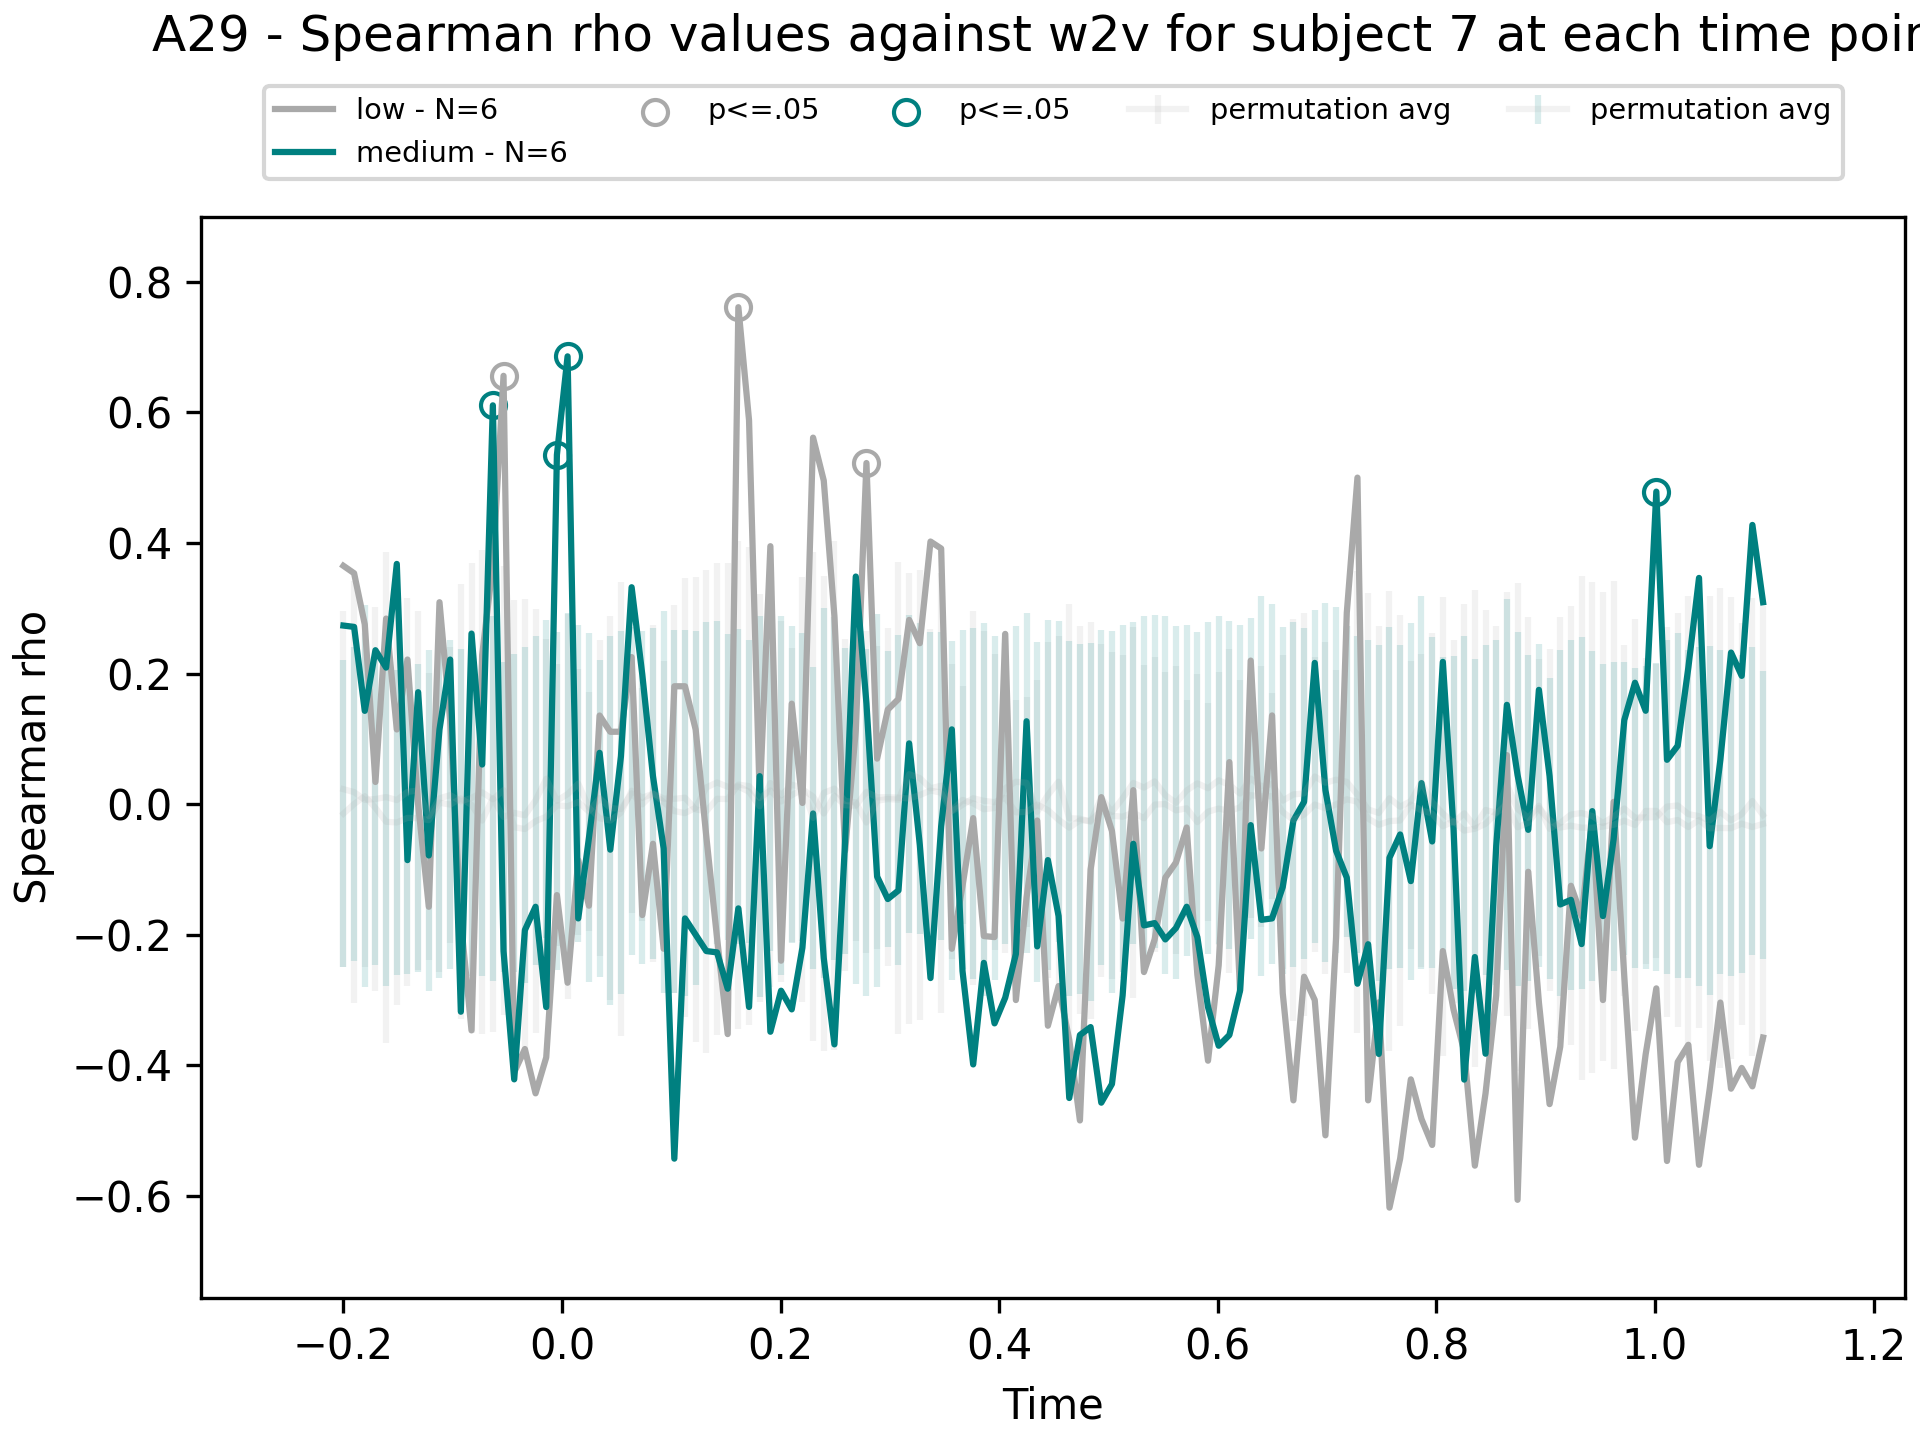 A29 - Spearman rho values against w2v for subject 7 at each time poin
low - N=6
medium - N=6
p<=.05
p<=.05
permutation avg
permutation avg
Spearman rho
0.8
0.6
0.4
0.2
0.0
−0.2
−0.4
−0.6
−0.2 0.0 0.2 0.4 0.6 0.8 1.0 1.2
Time